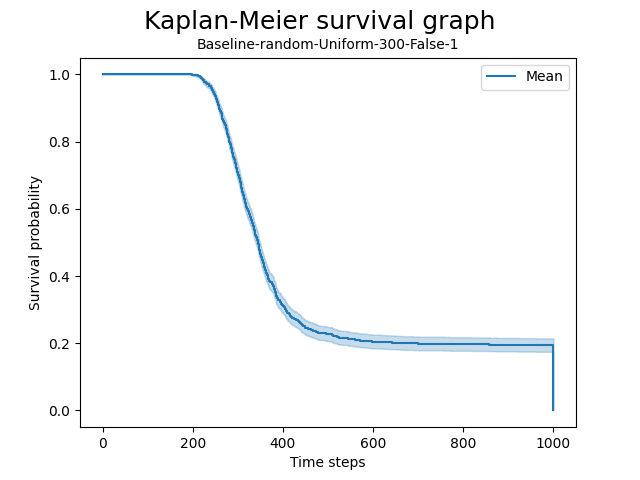 Kaplan-Meier survival graph
Baseline-random-Uniform-300-False-1
Mean
Survival probability
1.0
0.8
0.6
0.4
0.2
0.0
0 200 400 600 800 1000
Time steps